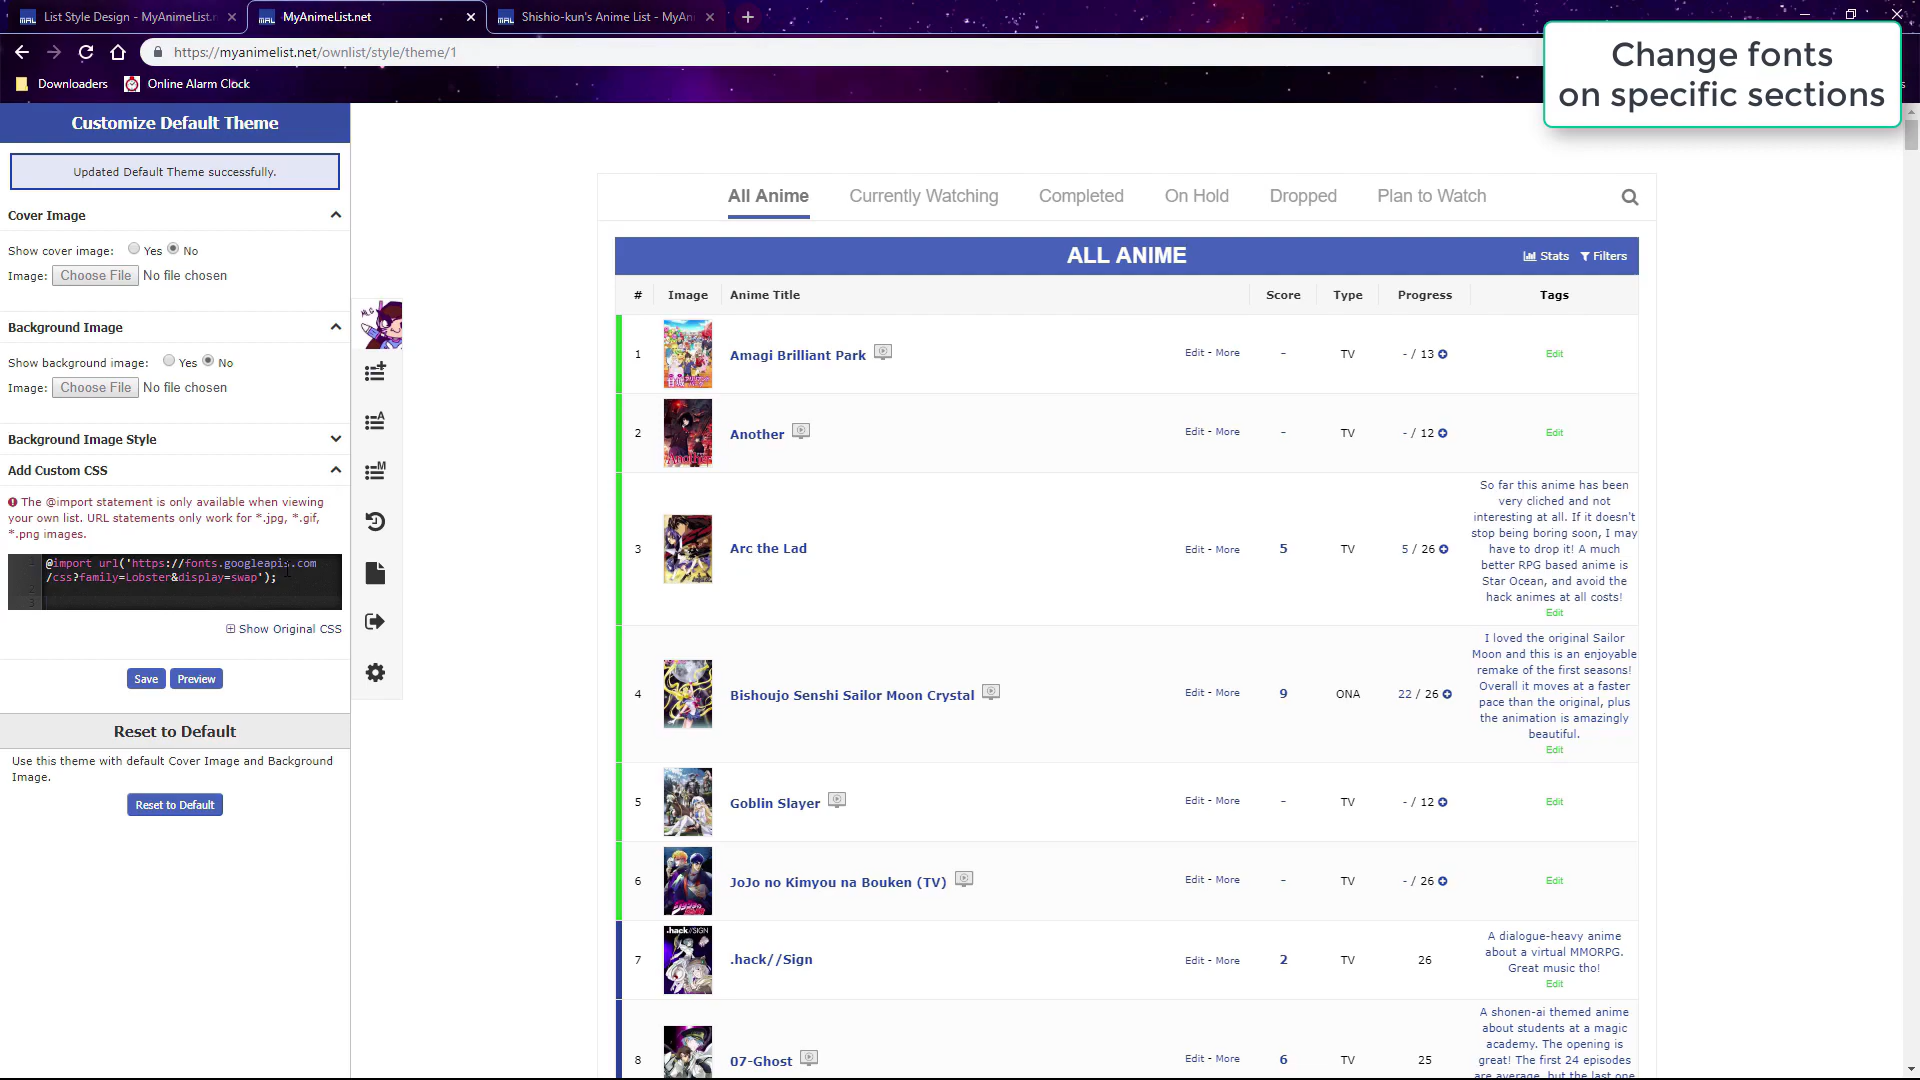 List Style Design - MyAnimeList.n
MyAnimeList.net
Shishio-kun's Anime List - MyAni
https://myanimelist.net/ownlist/style/theme/1
Downloaders
Online Alarm Clock
Change fonts
on specific sections
Customize Default Theme
Updated Default Theme successfully.
Cover Image
Show cover image: Yes No
Image: Choose File No file chosen
Background Image
Show background image: Yes No
Image: Choose File No file chosen
Background Image Style
Add Custom CSS
The @import statement is only available when viewing
your own list. URL statements only work for *.jpg, *.gif,
*.png images.
@import url('https://fonts.googleapis.com
/css?family=Lobster&display=swap');
Show Original CSS
Save Preview
Reset to Default
Use this theme with default Cover Image and Background
Image.
Reset to Default
All Anime Currently Watching Completed On Hold Dropped Plan to Watch
ALL ANIME Stats Filters
# Image Anime Title Score Type Progress Tags
1 Amagi Brilliant Park Edit - More - TV - / 13 Edit
2 Another Edit - More - TV - / 12 Edit
So far this anime has been
very cliched and not
interesting at all. If it doesn't
stop being boring soon, I may
3 Arc the Lad Edit - More 5 TV 5 / 26 have to drop it! A much
better RPG based anime is
Star Ocean, and avoid the
hack animes at all costs!
Edit
I loved the original Sailor
Moon and this is an enjoyable
remake of the first seasons!
4 Bishoujo Senshi Sailor Moon Crystal Edit - More 9 ONA 22 / 26 Overall it moves at a faster
pace than the original, plus
the animation is amazingly
beautiful.
Edit
5 Goblin Slayer Edit - More - TV - / 12 Edit
6 JoJo no Kimyou na Bouken (TV) Edit - More - TV - / 26 Edit
A dialogue-heavy anime
about a virtual MMORPG.
7 .hack//Sign Edit - More 2 TV 26 Great music tho!
Edit
A shonen-ai themed anime
about students at a magic
academy. The opening is
8 07-Ghost Edit - More 6 TV 25 great! The first 24 episodes
are average, but the last one